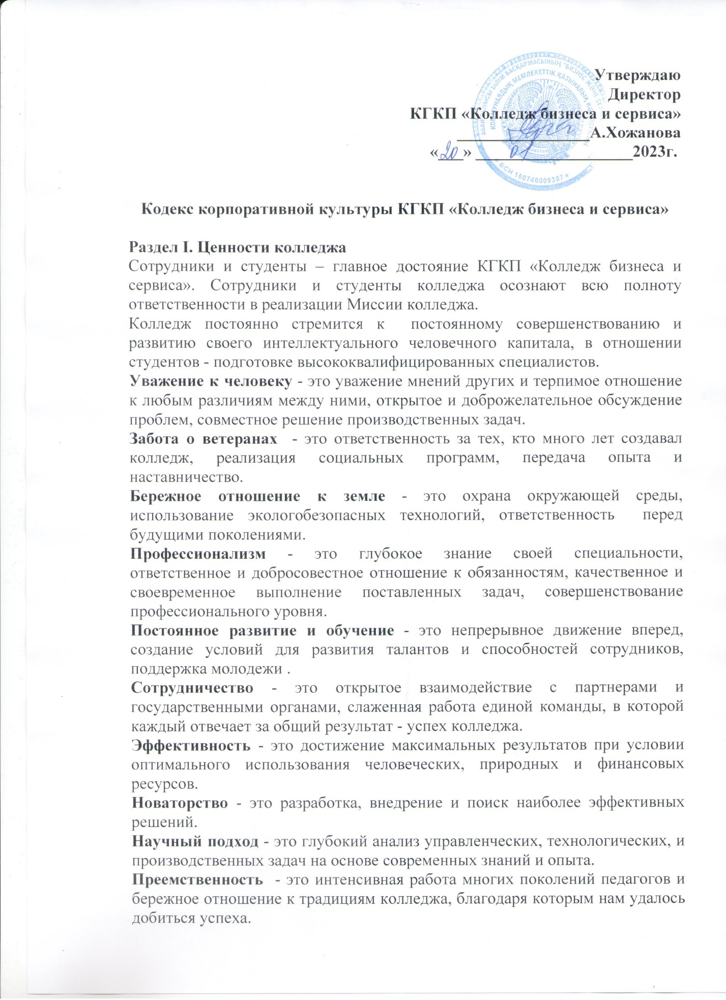 Утверждаю
Директор
КГКП «Колледж бизнеса и сервиса»
________________А.Хожанова
«20» 01 2023г.
КОММУНАЛДЫҚ МЕМЛЕКЕТТІК ҚАЗЫНАЛЫҚ
БІЛІМ БАСҚАРМАСЫНЫҢ "БИЗНЕС ЖӘНЕ
* БСН 160740009387 *
Кодекс корпоративной культуры КГКП «Колледж бизнеса и сервиса»
Раздел I. Ценности колледжа
Сотрудники и студенты – главное достояние КГКП «Колледж бизнеса и
сервиса». Сотрудники и студенты колледжа осознают всю полноту
ответственности в реализации Миссии колледжа.
Колледж постоянно стремится к постоянному совершенствованию и
развитию своего интеллектуального человечного капитала, в отношении
студентов - подготовке высококвалифицированных специалистов.
Уважение к человеку - это уважение мнений других и терпимое отношение
к любым различиям между ними, открытое и доброжелательное обсуждение
проблем, совместное решение производственных задач.
Забота о ветеранах - это ответственность за тех, кто много лет создавал
колледж, реализация социальных программ, передача опыта и
наставничество.
Бережное отношение к земле - это охрана окружающей среды,
использование экологобезопасных технологий, ответственность перед
будущими поколениями.
Профессионализм - это глубокое знание своей специальности,
ответственное и добросовестное отношение к обязанностям, качественное и
своевременное выполнение поставленных задач, совершенствование
профессионального уровня.
Постоянное развитие и обучение - это непрерывное движение вперед,
создание условий для развития талантов и способностей сотрудников,
поддержка молодежи .
Сотрудничество - это открытое взаимодействие с партнерами и
государственными органами, слаженная работа единой команды, в которой
каждый отвечает за общий результат - успех колледжа.
Эффективность - это достижение максимальных результатов при условии
оптимального использования человеческих, природных и финансовых
ресурсов.
Новаторство - это разработка, внедрение и поиск наиболее эффективных
решений.
Научный подход - это глубокий анализ управленческих, технологических, и
производственных задач на основе современных знаний и опыта.
Преемственность - это интенсивная работа многих поколений педагогов и
бережное отношение к традициям колледжа, благодаря которым нам удалось
добиться успеха.